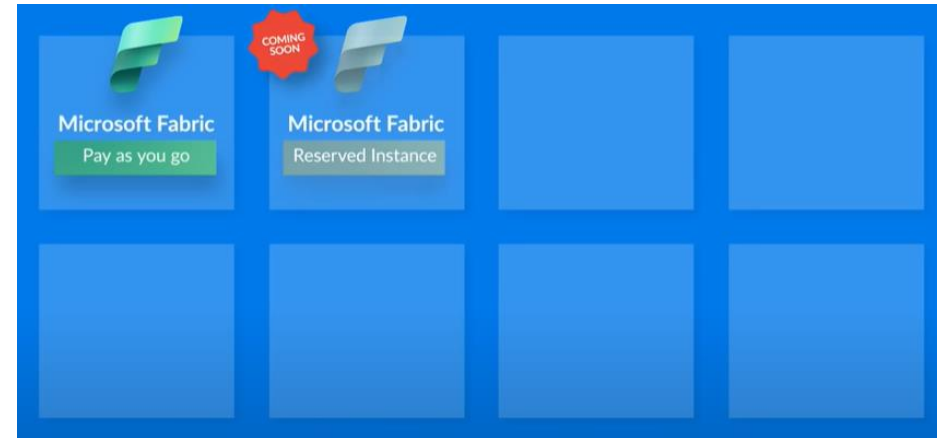 Microsoft Fabric
Pay as you go
COMING
SOON
Microsoft Fabric
Reserved Instance